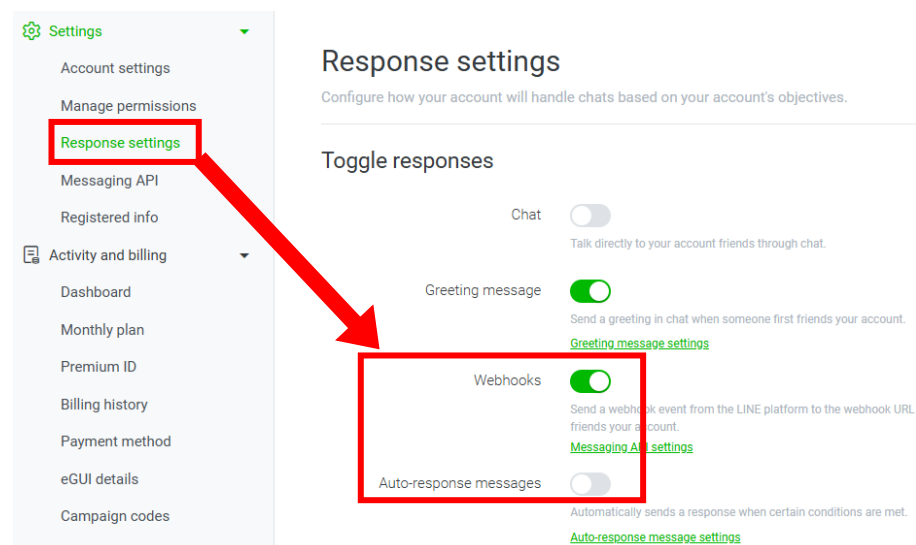 Settings
Account settings
Manage permissions
Response settings
Messaging API
Registered info
Activity and billing
Dashboard
Monthly plan
Premium ID
Billing history
Payment method
eGUI details
Campaign codes
Response settings
Configure how your account will handle chats based on your account's objectives.
Toggle responses
Chat
Talk directly to your account friends through chat.
Greeting message
Send a greeting in chat when someone first friends your account.
Greeting message settings
Webhooks
Send a webhook event from the LINE platform to the webhook URL
friends your account.
Messaging API settings
Auto-response messages
Automatically sends a response when certain conditions are met.
Auto-response message settings